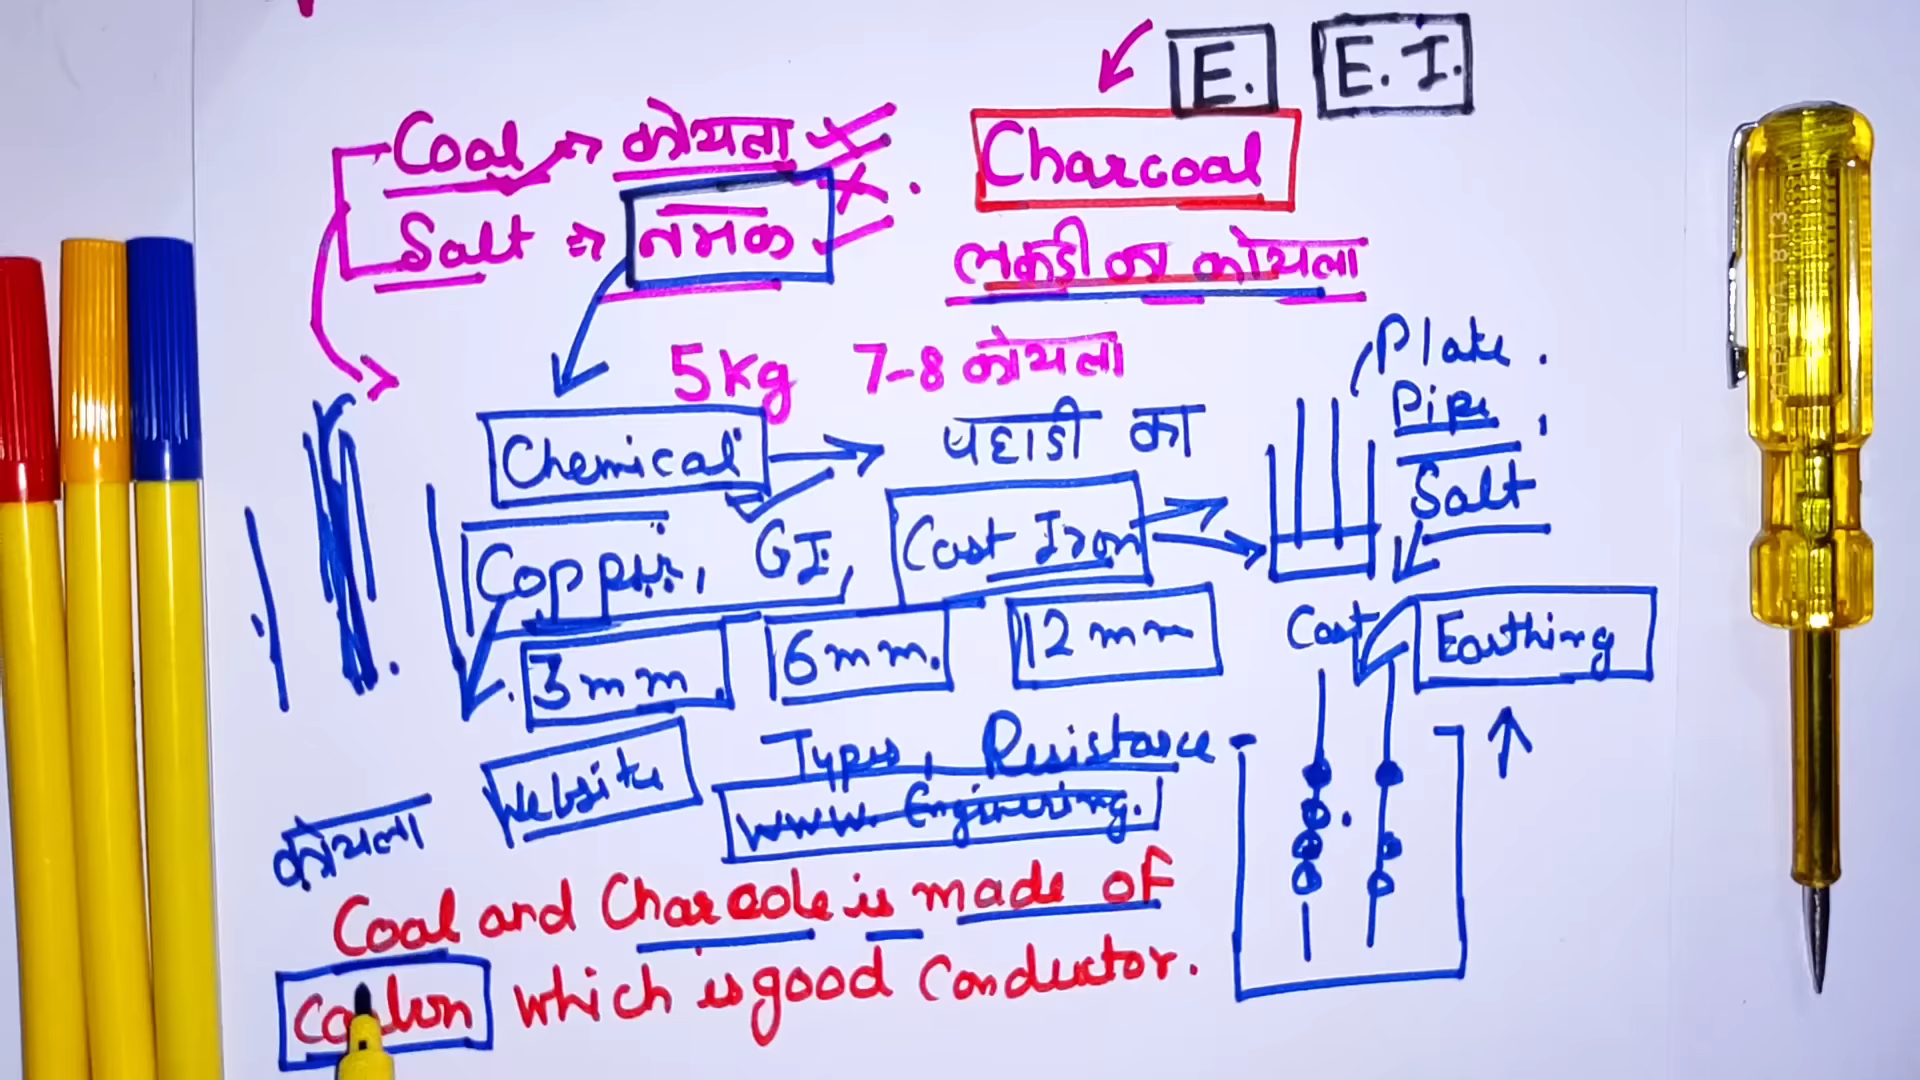 E. E.I.
Coal → कोयला
Charcoal
Salt → नमक
लकडी का कोयला
5Kg 7-8 कोयला
Plate.
Pipe
Chemical → पहाडी का
Salt
Copper, GI, Cast Iron
3mm 6mm. 12mm
Cast Earthing
Website Types, Resistance
www. Enginering.
कोयला
Coal and Charcole is made of
Carbon which is good Conductor.